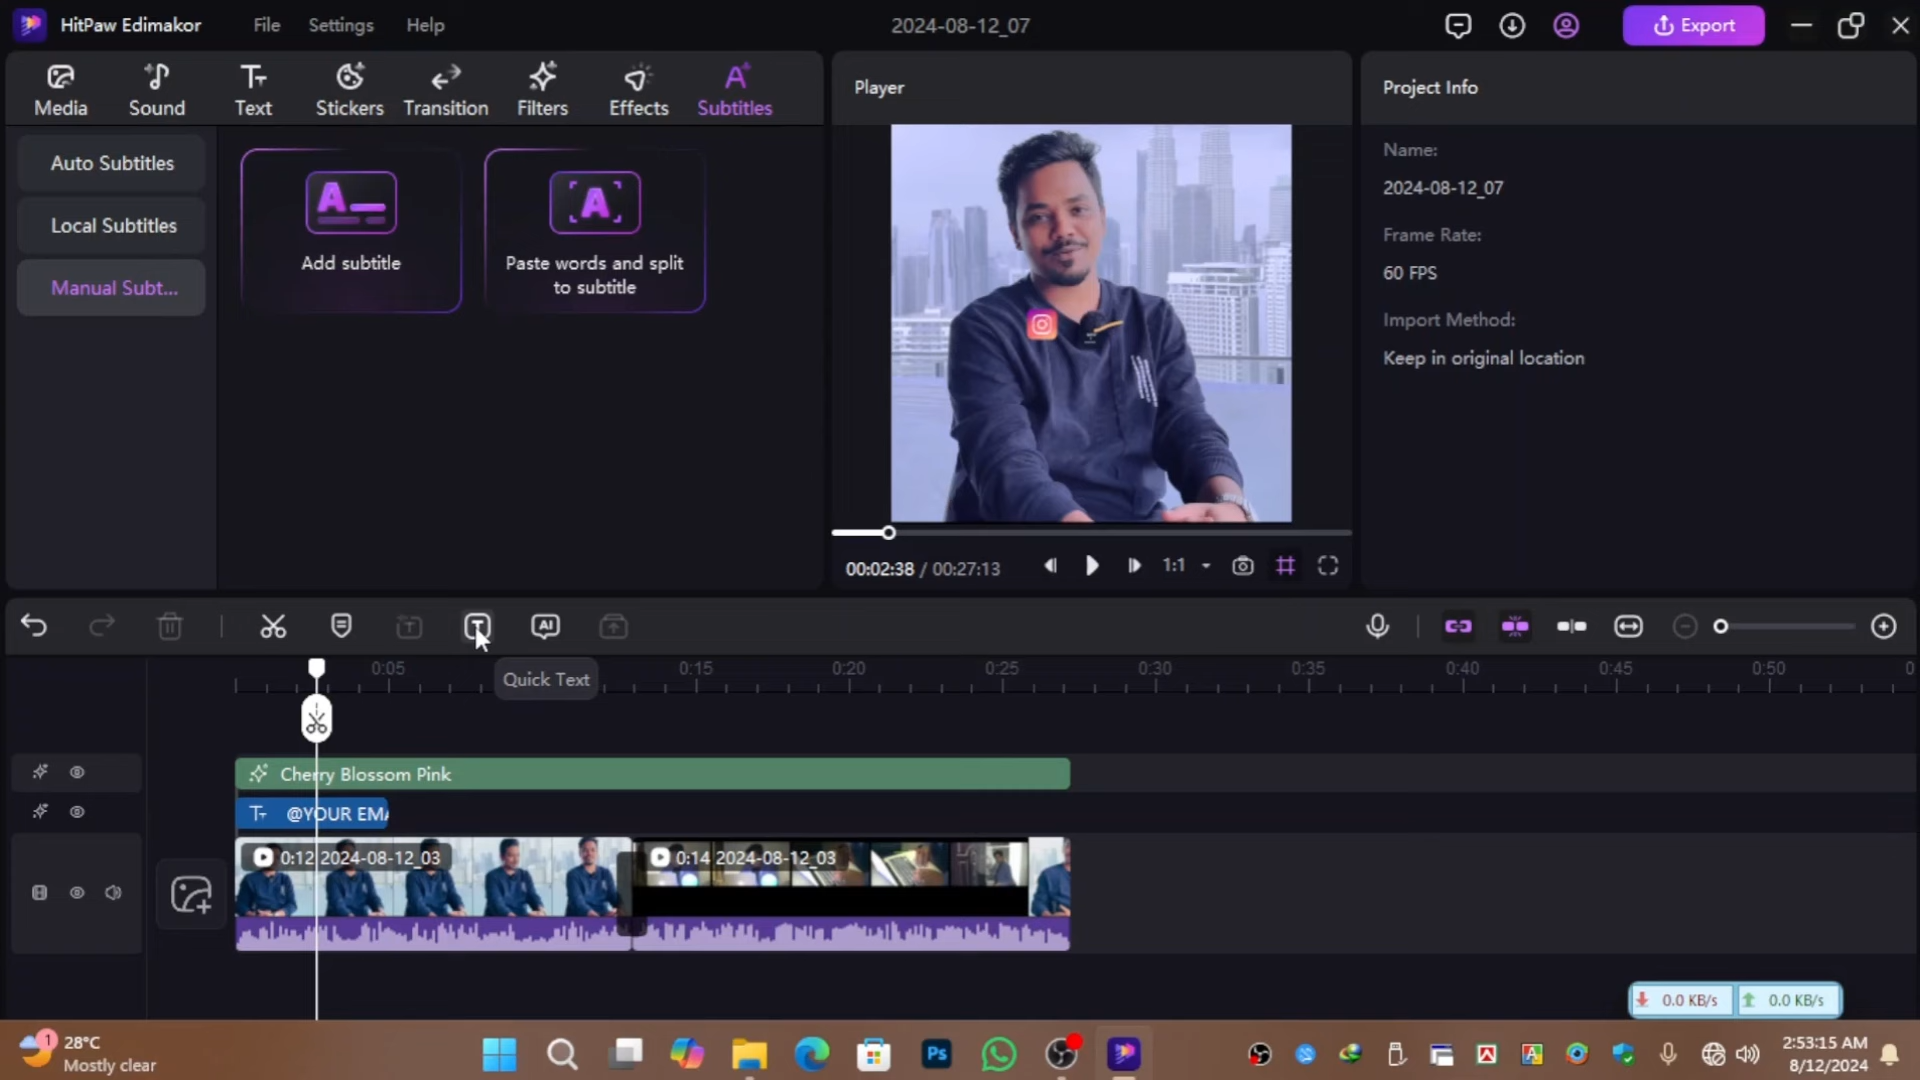 HitPaw Edimakor
File
Settings
Help
2024-08-12_07
Export
Media
Sound
Text
Stickers
Transition
Filters
Effects
Subtitles
Auto Subtitles
Local Subtitles
Manual Subt...
Add subtitle
Paste words and split
to subtitle
Player
00:02:38 / 00:27:13
1:1
Project Info
Name:
2024-08-12_07
Frame Rate:
60 FPS
Import Method:
Keep in original location
AI
Quick Text
0:05
0:15
0:20
0:25
0:30
0:35
0:40
0:45
0:50
0
Cherry Blossom Pink
@YOUR EMA
0:12 2024-08-12_03
0:14 2024-08-12_03
0.0 KB/s
0.0 KB/s
1
28°C
Mostly clear
Ps
2:53:15 AM
8/12/2024